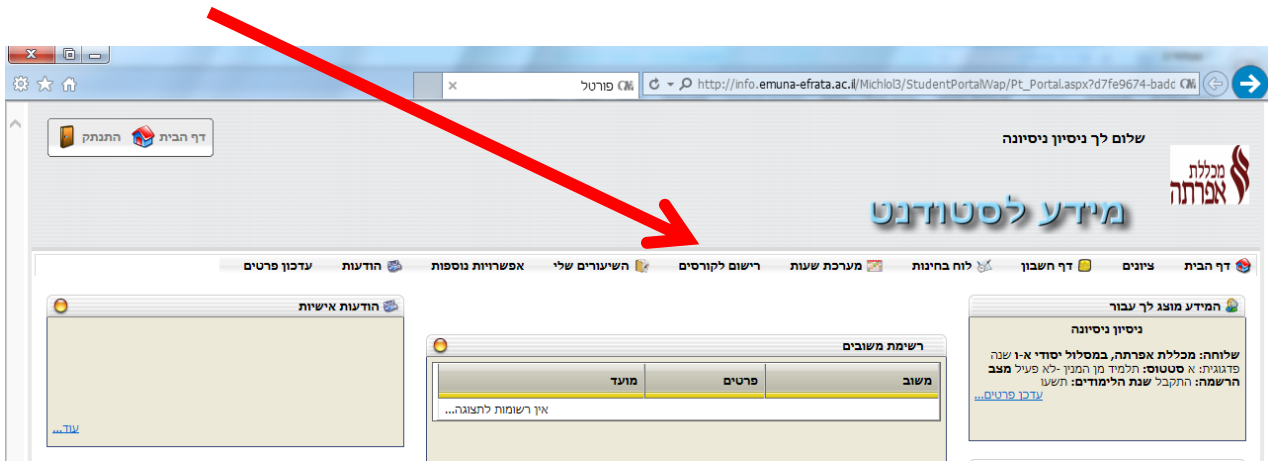 פורטל
http://info.emuna-efrata.ac.il/Michlol3/StudentPortalWap/Pt_Portal.aspx?d7fe9674-badc
דף הבית התנתק
שלום לך ניסיון ניסיונה
מכללת
אפרתה
מידע לסטודנט
דף הבית ציונים דף חשבון לוח בחינות מערכת שעות רישום לקורסים השיעורים שלי אפשרויות נוספות הודעות עדכון פרטים
המידע מוצג לך עבור
ניסיון ניסיונה
שלוחה: מכללת אפרתה, במסלול יסודי א-ו שנה
פדגוגית: א סטטוס: תלמיד מן המנין -לא פעיל מצב
הרשמה: התקבל שנת הלימודים: תשעו
עדכן פרטים...
רשימת משובים
משוב פרטים מועד
אין רשומות לתצוגה...
הודעות אישיות
עוד...